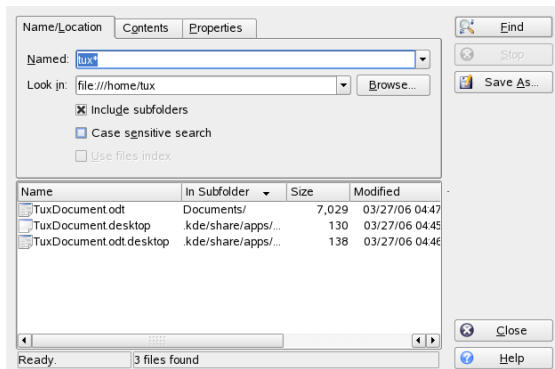 Name/Location Contents Properties
Named: tux*
Look in: file:///home/tux Browse...
Include subfolders
Case sensitive search
Use files index
Find
Stop
Save As...
Name In Subfolder Size Modified
TuxDocument.odt Documents/ 7,029 03/27/06 04:47
TuxDocument.desktop .kde/share/apps/... 130 03/27/06 04:45
TuxDocument.odt.desktop .kde/share/apps/... 138 03/27/06 04:46
Close
Ready. 3 files found
Help